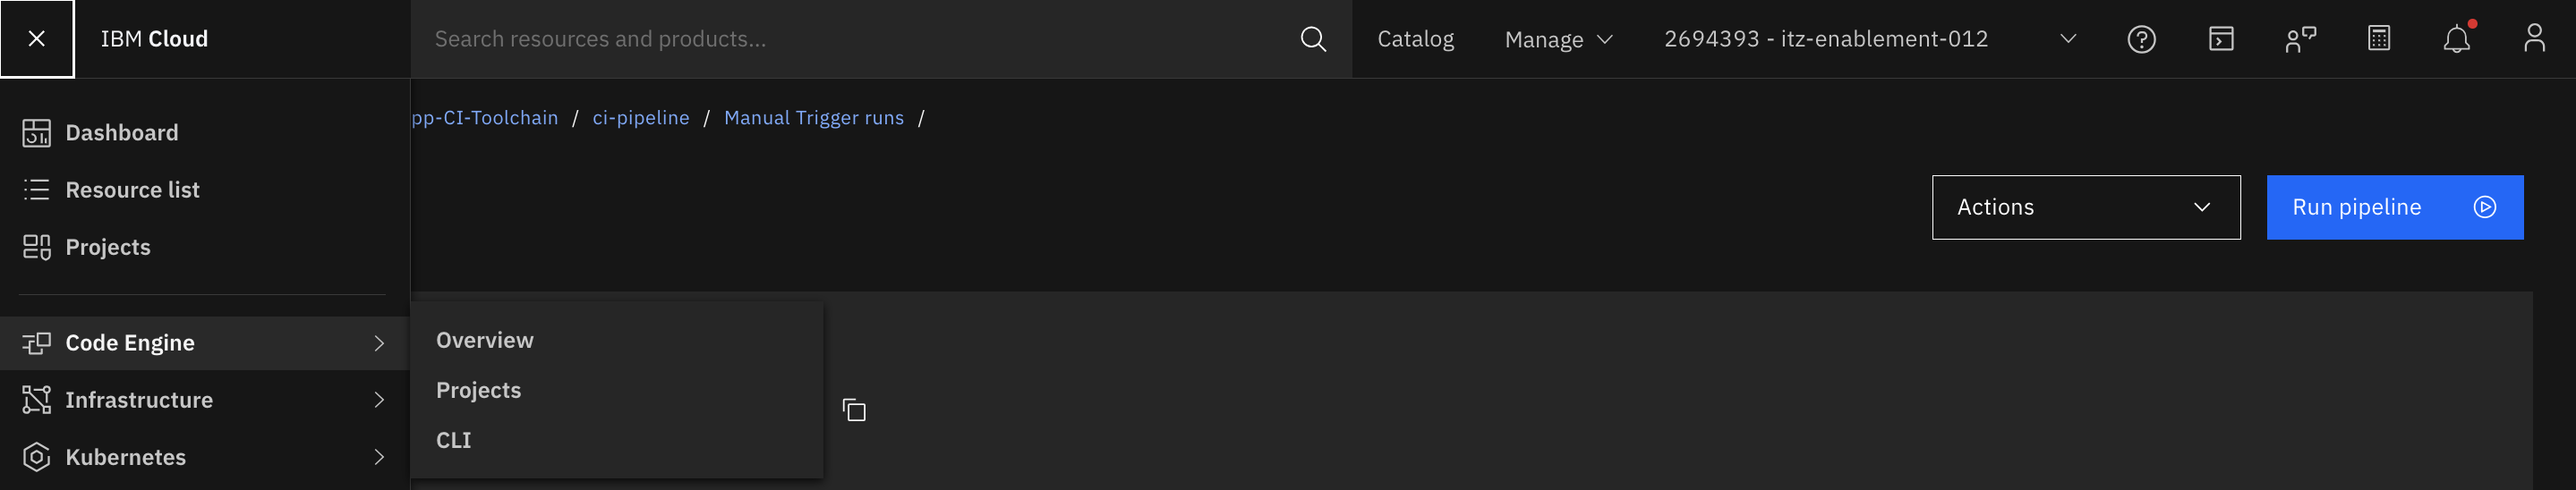 IBM Cloud
Search resources and products...
Catalog
Manage
2694393 - itz-enablement-012
Dashboard
Resource list
Projects
Code Engine
Infrastructure
Kubernetes
pp-CI-Toolchain / ci-pipeline / Manual Trigger runs /
Actions
Run pipeline
Overview
Projects
CLI